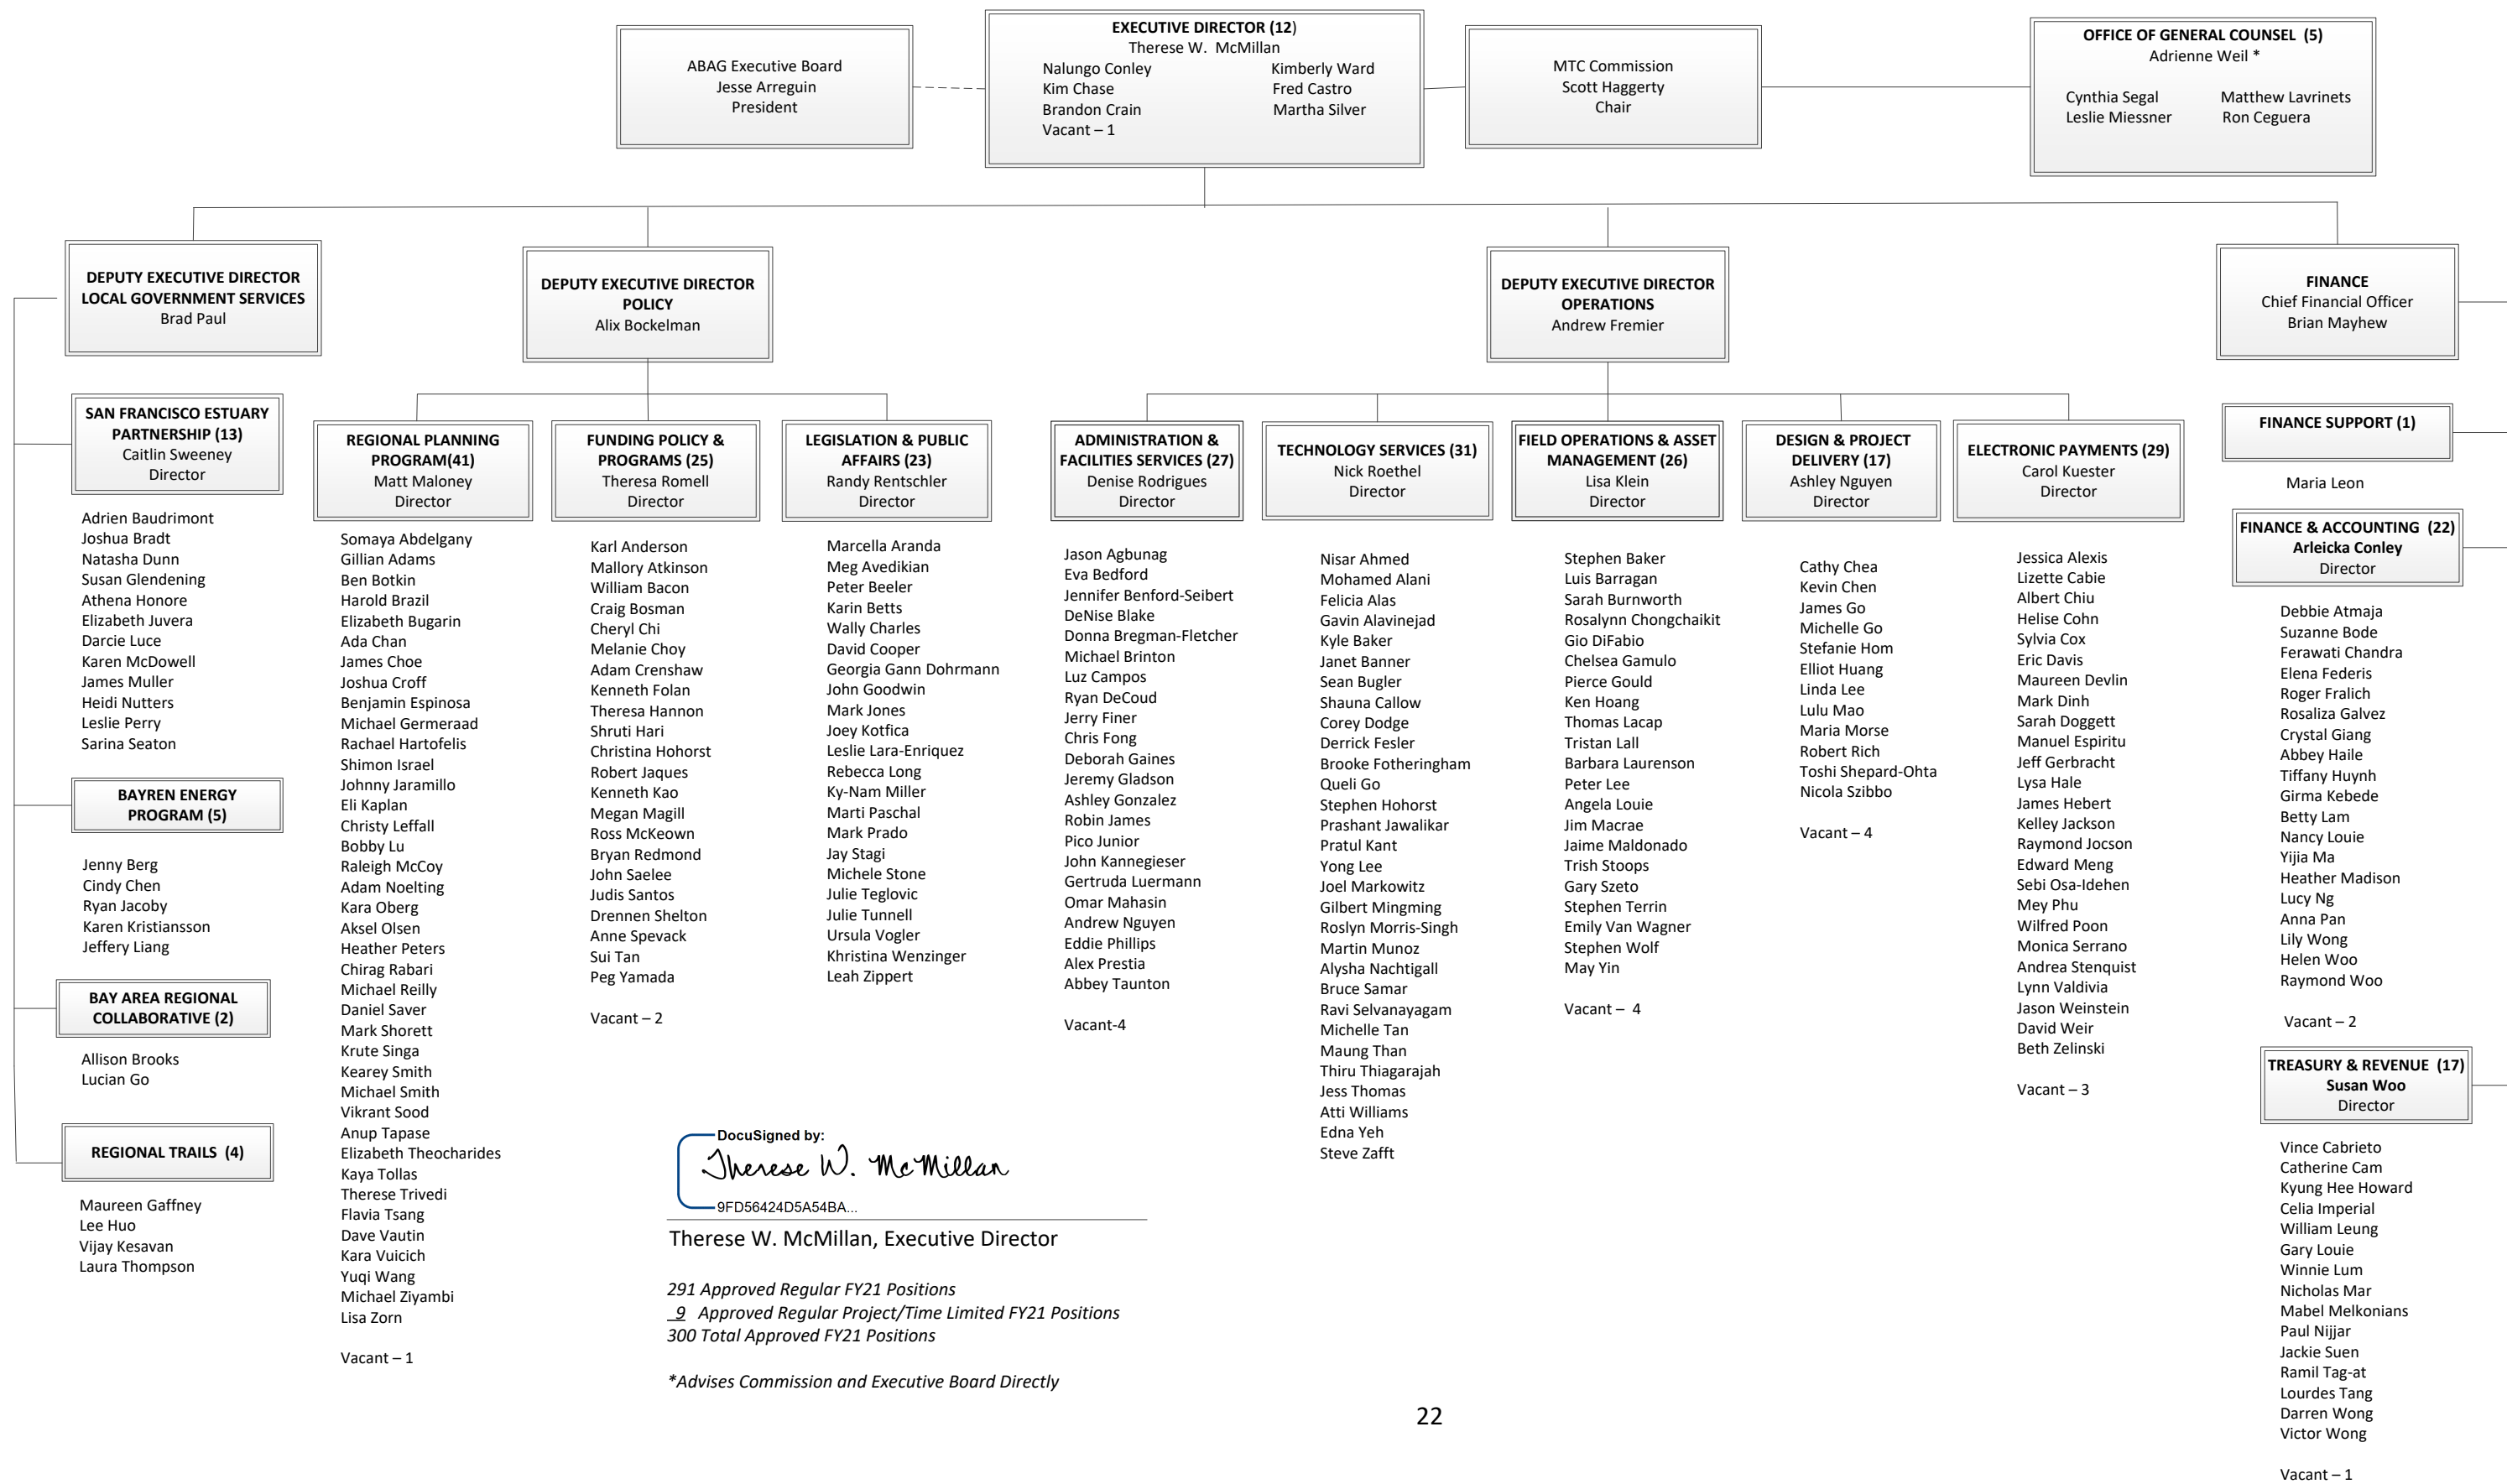 ABAG Executive Board
Jesse Arreguin
President
EXECUTIVE DIRECTOR (12)
Therese W. McMillan
Nalungo Conley
Kim Chase
Brandon Crain
Vacant – 1
Kimberly Ward
Fred Castro
Martha Silver
MTC Commission
Scott Haggerty
Chair
OFFICE OF GENERAL COUNSEL (5)
Adrienne Weil *
Cynthia Segal
Leslie Miessner
Matthew Lavrinets
Ron Ceguera
DEPUTY EXECUTIVE DIRECTOR
LOCAL GOVERNMENT SERVICES
Brad Paul
DEPUTY EXECUTIVE DIRECTOR
POLICY
Alix Bockelman
DEPUTY EXECUTIVE DIRECTOR
OPERATIONS
Andrew Fremier
FINANCE
Chief Financial Officer
Brian Mayhew
SAN FRANCISCO ESTUARY
PARTNERSHIP (13)
Caitlin Sweeney
Director
Adrien Baudrimont
Joshua Bradt
Natasha Dunn
Susan Glendening
Athena Honore
Elizabeth Juvera
Darcie Luce
Karen McDowell
James Muller
Heidi Nutters
Leslie Perry
Sarina Seaton
BAYREN ENERGY
PROGRAM (5)
Jenny Berg
Cindy Chen
Ryan Jacoby
Karen Kristiansson
Jeffery Liang
BAY AREA REGIONAL
COLLABORATIVE (2)
Allison Brooks
Lucian Go
REGIONAL TRAILS (4)
Maureen Gaffney
Lee Huo
Vijay Kesavan
Laura Thompson
REGIONAL PLANNING
PROGRAM(41)
Matt Maloney
Director
Somaya Abdelgany
Gillian Adams
Ben Botkin
Harold Brazil
Elizabeth Bugarin
Ada Chan
James Choe
Joshua Croff
Benjamin Espinosa
Michael Germeraad
Rachael Hartofelis
Shimon Israel
Johnny Jaramillo
Eli Kaplan
Christy Leffall
Bobby Lu
Raleigh McCoy
Adam Noelting
Kara Oberg
Aksel Olsen
Heather Peters
Chirag Rabari
Michael Reilly
Daniel Saver
Mark Shorett
Krute Singa
Kearey Smith
Michael Smith
Vikrant Sood
Anup Tapase
Elizabeth Theocharides
Kaya Tollas
Therese Trivedi
Flavia Tsang
Dave Vautin
Kara Vuicich
Yuqi Wang
Michael Ziyambi
Lisa Zorn
Vacant – 1
FUNDING POLICY &
PROGRAMS (25)
Theresa Romell
Director
Karl Anderson
Mallory Atkinson
William Bacon
Craig Bosman
Cheryl Chi
Melanie Choy
Adam Crenshaw
Kenneth Folan
Theresa Hannon
Shruti Hari
Christina Hohorst
Robert Jaques
Kenneth Kao
Megan Magill
Ross McKeown
Bryan Redmond
John Saelee
Judis Santos
Drennen Shelton
Anne Spevack
Sui Tan
Peg Yamada
Vacant – 2
LEGISLATION & PUBLIC
AFFAIRS (23)
Randy Rentschler
Director
Marcella Aranda
Meg Avedikian
Peter Beeler
Karin Betts
Wally Charles
David Cooper
Georgia Gann Dohrmann
John Goodwin
Mark Jones
Joey Kotfica
Leslie Lara-Enriquez
Rebecca Long
Ky-Nam Miller
Marti Paschal
Mark Prado
Jay Stagi
Michele Stone
Julie Teglovic
Julie Tunnell
Ursula Vogler
Khristina Wenzinger
Leah Zippert
ADMINISTRATION &
FACILITIES SERVICES (27)
Denise Rodrigues
Director
Jason Agbunag
Eva Bedford
Jennifer Benford-Seibert
DeNise Blake
Donna Bregman-Fletcher
Michael Brinton
Luz Campos
Ryan DeCoud
Jerry Finer
Chris Fong
Deborah Gaines
Jeremy Gladson
Ashley Gonzalez
Robin James
Pico Junior
John Kannegieser
Gertruda Luermann
Omar Mahasin
Andrew Nguyen
Eddie Phillips
Alex Prestia
Abbey Taunton
Vacant-4
TECHNOLOGY SERVICES (31)
Nick Roethel
Director
Nisar Ahmed
Mohamed Alani
Felicia Alas
Gavin Alavinejad
Kyle Baker
Janet Banner
Sean Bugler
Shauna Callow
Corey Dodge
Derrick Fesler
Brooke Fotheringham
Queli Go
Stephen Hohorst
Prashant Jawalikar
Pratul Kant
Yong Lee
Joel Markowitz
Gilbert Mingming
Roslyn Morris-Singh
Martin Munoz
Alysha Nachtigall
Bruce Samar
Ravi Selvanayagam
Michelle Tan
Maung Than
Thiru Thiagarajah
Jess Thomas
Atti Williams
Edna Yeh
Steve Zafft
FIELD OPERATIONS & ASSET
MANAGEMENT (26)
Lisa Klein
Director
Stephen Baker
Luis Barragan
Sarah Burnworth
Rosalynn Chongchaikit
Gio DiFabio
Chelsea Gamulo
Pierce Gould
Ken Hoang
Thomas Lacap
Tristan Lall
Barbara Laurenson
Peter Lee
Angela Louie
Jim Macrae
Jaime Maldonado
Trish Stoops
Gary Szeto
Stephen Terrin
Emily Van Wagner
Stephen Wolf
May Yin
Vacant – 4
DESIGN & PROJECT
DELIVERY (17)
Ashley Nguyen
Director
Cathy Chea
Kevin Chen
James Go
Michelle Go
Stefanie Hom
Elliot Huang
Linda Lee
Lulu Mao
Maria Morse
Robert Rich
Toshi Shepard-Ohta
Nicola Szibbo
Vacant – 4
ELECTRONIC PAYMENTS (29)
Carol Kuester
Director
Jessica Alexis
Lizette Cabie
Albert Chiu
Helise Cohn
Sylvia Cox
Eric Davis
Maureen Devlin
Mark Dinh
Sarah Doggett
Manuel Espiritu
Jeff Gerbracht
Lysa Hale
James Hebert
Kelley Jackson
Raymond Jocson
Edward Meng
Sebi Osa-Idehen
Mey Phu
Wilfred Poon
Monica Serrano
Andrea Stenquist
Lynn Valdivia
Jason Weinstein
David Weir
Beth Zelinski
Vacant – 3
FINANCE SUPPORT (1)
Maria Leon
FINANCE & ACCOUNTING (22)
Arleicka Conley
Director
Debbie Atmaja
Suzanne Bode
Ferawati Chandra
Elena Federis
Roger Fralich
Rosaliza Galvez
Crystal Giang
Abbey Haile
Tiffany Huynh
Girma Kebede
Betty Lam
Nancy Louie
Yijia Ma
Heather Madison
Lucy Ng
Anna Pan
Lily Wong
Helen Woo
Raymond Woo
Vacant – 2
TREASURY & REVENUE (17)
Susan Woo
Director
Vince Cabrieto
Catherine Cam
Kyung Hee Howard
Celia Imperial
William Leung
Gary Louie
Winnie Lum
Nicholas Mar
Mabel Melkonians
Paul Nijjar
Jackie Suen
Ramil Tag-at
Lourdes Tang
Darren Wong
Victor Wong
Vacant – 1
DocuSigned by:
Therese W. McMillan
9FD56424D5A54BA...
Therese W. McMillan, Executive Director
291 Approved Regular FY21 Positions
9 Approved Regular Project/Time Limited FY21 Positions
300 Total Approved FY21 Positions
*Advises Commission and Executive Board Directly
22